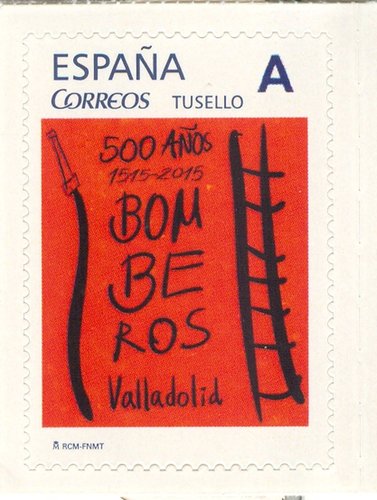 ESPAÑA A
CORREOS TUSELLO
500 AÑOS
1515-2015
BOM
BE
ROS
Valladolid
M RCM-FNMT